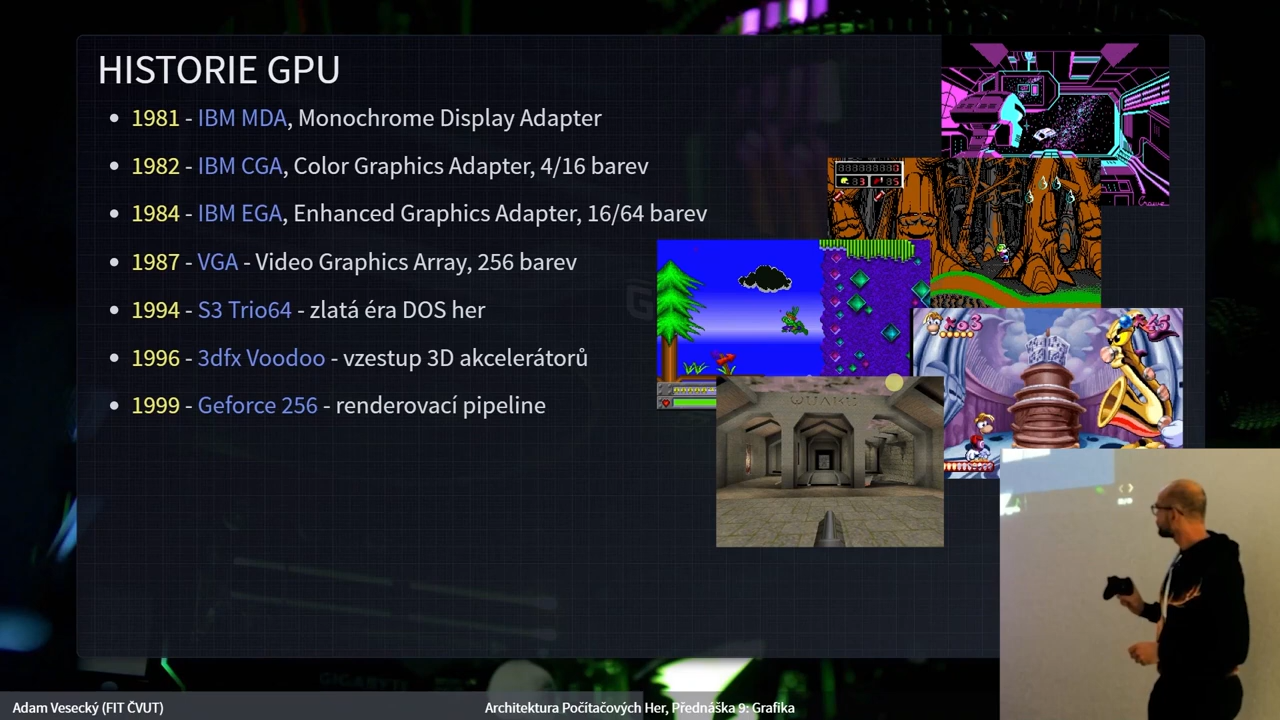 HISTORIE GPU
1981 - IBM MDA, Monochrome Display Adapter
1982 - IBM CGA, Color Graphics Adapter, 4/16 barev
1984 - IBM EGA, Enhanced Graphics Adapter, 16/64 barev
1987 - VGA - Video Graphics Array, 256 barev
1994 - S3 Trio64 - zlatá éra DOS her
1996 - 3dfx Voodoo - vzestup 3D akcelerátorů
1999 - Geforce 256 - renderovací pipeline
QUAKE
GIGABYTE
Adam Vesecký (FIT ČVUT)
Architektura Počítačových Her, Přednáška 9: Grafika